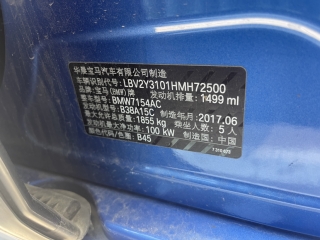 华晨宝马汽车有限公司制造
车辆识别代号: LBV2Y3101HMH72500
品牌: 宝马 (BMW) 牌 发动机排量: 1499 ml
整车型号: BMW7154AC
发动机型号: B38A15C 制造年月: 2017.06
最大允许总质量: 1855 kg 乘坐人数: 5 人
发动机最大净功率: 100 kW 制造国: 中国
颜色/色系: B45